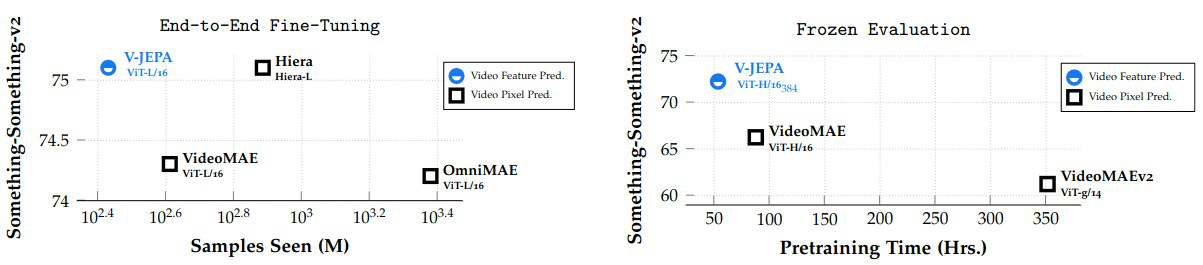 End-to-End Fine-Tuning
Something-Something-v2
75
74.5
74
V-JEPA
ViT-L/16
Hiera
Hiera-L
VideoMAE
ViT-L/16
OmniMAE
ViT-L/16
Video Feature Pred.
Video Pixel Pred.
10^2.4 10^2.6 10^2.8 10^3 10^3.2 10^3.4
Samples Seen (M)
Frozen Evaluation
Something-Something-v2
75
70
65
60
V-JEPA
ViT-H/16384
VideoMAE
ViT-H/16
VideoMAEv2
ViT-g/14
Video Feature Pred.
Video Pixel Pred.
50 100 150 200 250 300 350
Pretraining Time (Hrs.)